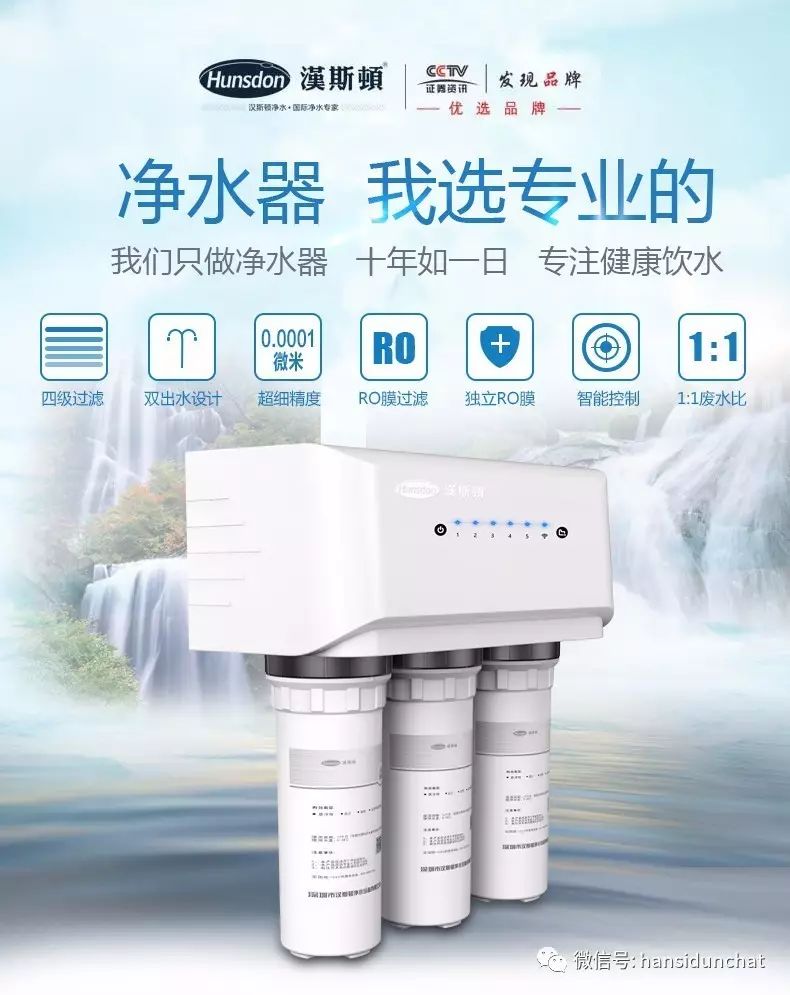 Hunsdon 漢斯頓®
汉斯顿净水·国际净水专家
CCTV
证券资讯
发现品牌
优选品牌
净水器 我选专业的
我们只做净水器 十年如一日 专注健康饮水
0.0001
微米
RO
1:1
四级过滤 双出水设计 超细精度 RO膜过滤 独立RO膜 智能控制 1:1废水比
Hunsdon 漢斯頓
1 2 3 4 5
微信号: hansidunchat